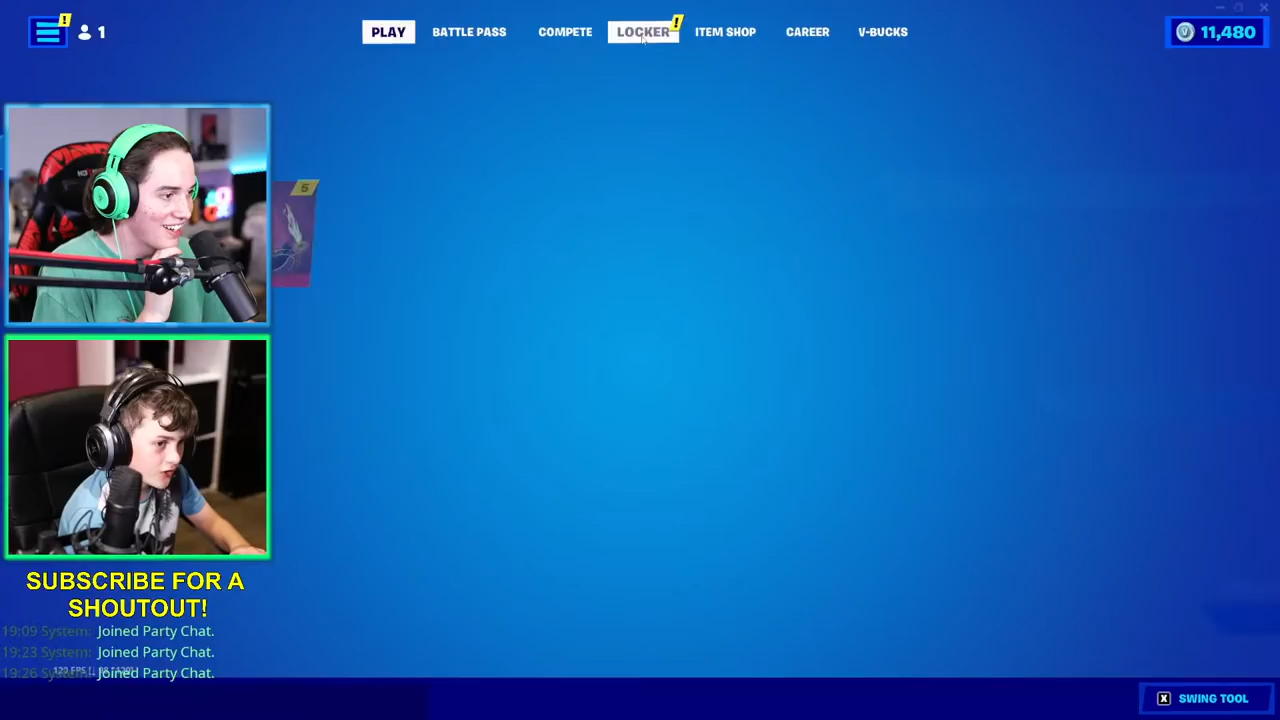 !
1
PLAY
BATTLE PASS
COMPETE
LOCKER
!
ITEM SHOP
CAREER
V-BUCKS
V
11,480
5
SUBSCRIBE FOR A
SHOUTOUT!
19:09 System: Joined Party Chat.
19:23 System: Joined Party Chat.
19:26 System: Joined Party Chat.
X SWING TOOL